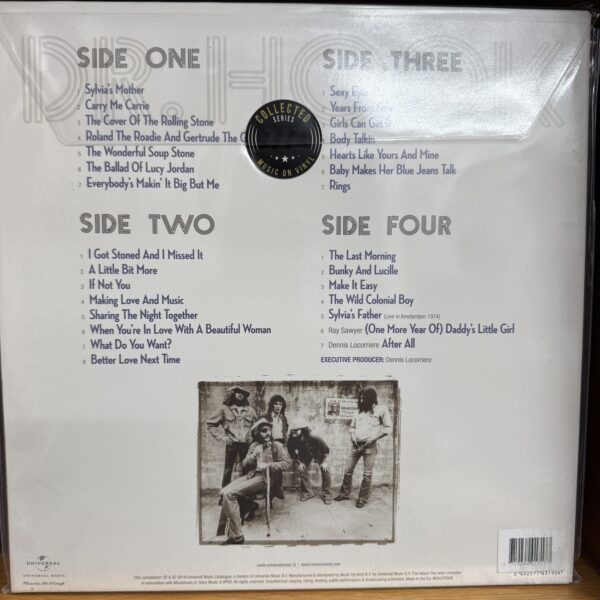 DR.HOOK
SIDE ONE
1 Sylvia's Mother
2 Carry Me Carrie
3 The Cover Of The Rolling Stone
4 Roland The Roadie And Gertrude The G
5 The Wonderful Soup Stone
6 The Ballad Of Lucy Jordan
7 Everybody's Makin' It Big But Me
SIDE TWO
1 I Got Stoned And I Missed It
2 A Little Bit More
3 If Not You
4 Making Love And Music
5 Sharing The Night Together
6 When You're In Love With A Beautiful Woman
7 What Do You Want?
8 Better Love Next Time
COLLECTED
SERIES
MUSIC ON VINYL
SIDE THREE
1 Sexy Eyes
2 Years From
3 Girls Can Get It
4 Body Talkin'
5 Hearts Like Yours And Mine
6 Baby Makes Her Blue Jeans Talk
7 Rings
SIDE FOUR
1 The Last Morning
2 Bunky And Lucille
3 Make It Easy
4 The Wild Colonial Boy
5 Sylvia's Father (Live in Amsterdam 1974)
6 Ray Sawyer (One More Year Of) Daddy's Little Girl
7 Dennis Locorriere After All
EXECUTIVE PRODUCER: Dennis Locorriere
UNIVERSAL
UNIVERSAL MUSIC
Music On Vinyl